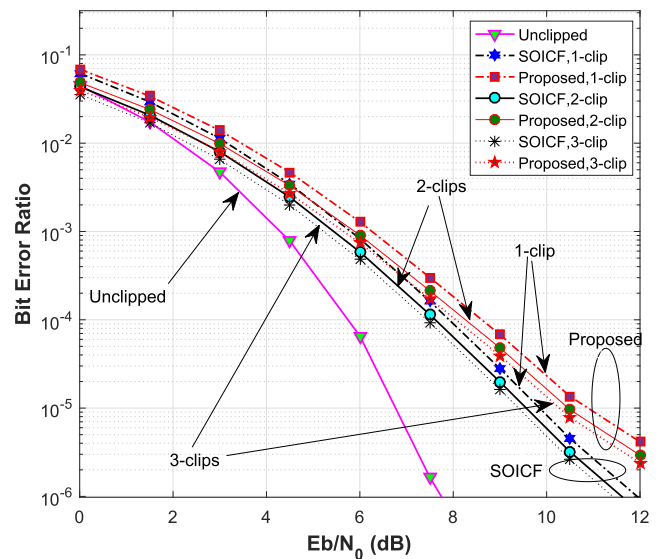 Unclipped
SOICF,1-clip
Proposed,1-clip
SOICF,2-clip
Proposed,2-clip
SOICF,3-clip
Proposed,3-clip
10^-1
10^-2
10^-3
10^-4
10^-5
10^-6
Bit Error Ratio
2-clips
1-clip
Unclipped
Proposed
3-clips
SOICF
0 2 4 6 8 10 12
Eb/N_0 (dB)